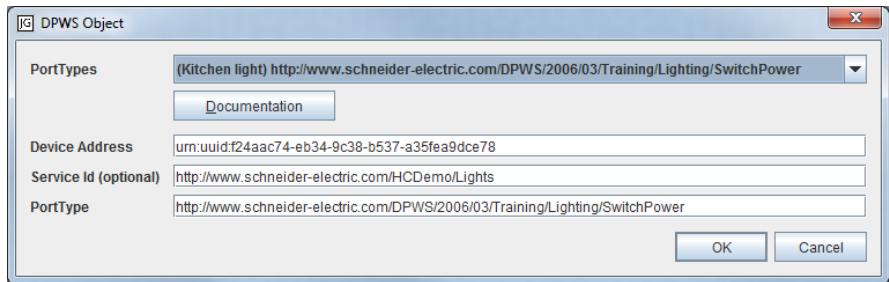 JG DPWS Object
PortTypes (Kitchen light) http://www.schneider-electric.com/DPWS/2006/03/Training/Lighting/SwitchPower
Documentation
Device Address urn:uuid:f24aac74-eb34-9c38-b537-a35fea9dce78
Service Id (optional) http://www.schneider-electric.com/HCDemo/Lights
PortType http://www.schneider-electric.com/DPWS/2006/03/Training/Lighting/SwitchPower
OK Cancel